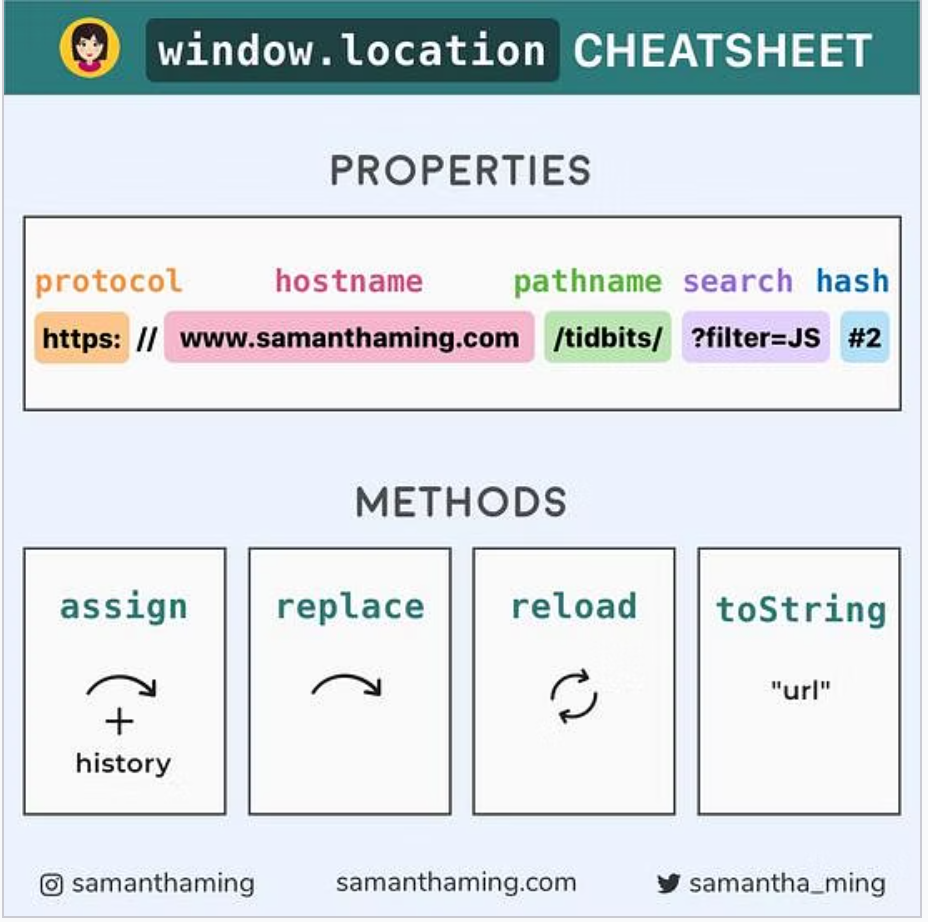 window.location CHEATSHEET
PROPERTIES
protocol hostname pathname search hash
https: // www.samanthaming.com /tidbits/ ?filter=JS #2
METHODS
assign replace reload toString
"url"
+
history
samanthaming samanthaming.com samantha_ming